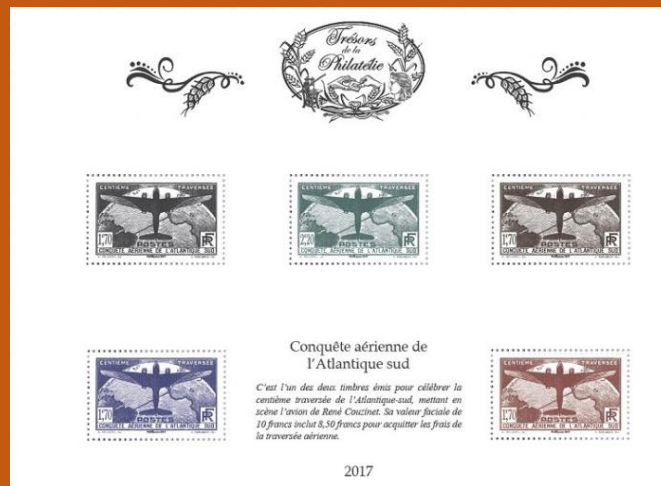 Trésors
de la
Philatélie
CENTIÈME TRAVERSÉE
1,70 POSTES RF
CONQUÊTE AÉRIENNE DE L'ATLANTIQUE SUD
CENTIÈME TRAVERSÉE
2,20 POSTES RF
CONQUÊTE AÉRIENNE DE L'ATLANTIQUE SUD
CENTIÈME TRAVERSÉE
1,70 POSTES RF
CONQUÊTE AÉRIENNE DE L'ATLANTIQUE SUD
CENTIÈME TRAVERSÉE
1,70 POSTES RF
CONQUÊTE AÉRIENNE DE L'ATLANTIQUE SUD
Conquête aérienne de
l'Atlantique sud
C'est l'un des deux timbres émis pour célébrer la
centième traversée de l'Atlantique-sud, mettant en
scène l'avion de René Couzinet. Sa valeur faciale de
10 francs inclut 8,50 francs pour acquitter les frais de
la traversée aérienne.
CENTIÈME TRAVERSÉE
1,70 POSTES RF
CONQUÊTE AÉRIENNE DE L'ATLANTIQUE SUD
2017